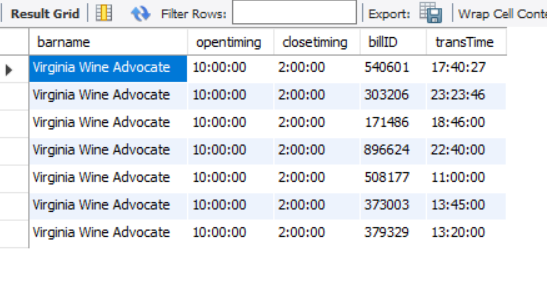 Result Grid Filter Rows: Export: Wrap Cell Conte
barname opentiming closetiming billID transTime
Virginia Wine Advocate 10:00:00 2:00:00 540601 17:40:27
Virginia Wine Advocate 10:00:00 2:00:00 303206 23:23:46
Virginia Wine Advocate 10:00:00 2:00:00 171486 18:46:00
Virginia Wine Advocate 10:00:00 2:00:00 896624 22:40:00
Virginia Wine Advocate 10:00:00 2:00:00 508177 11:00:00
Virginia Wine Advocate 10:00:00 2:00:00 373003 13:45:00
Virginia Wine Advocate 10:00:00 2:00:00 379329 13:20:00